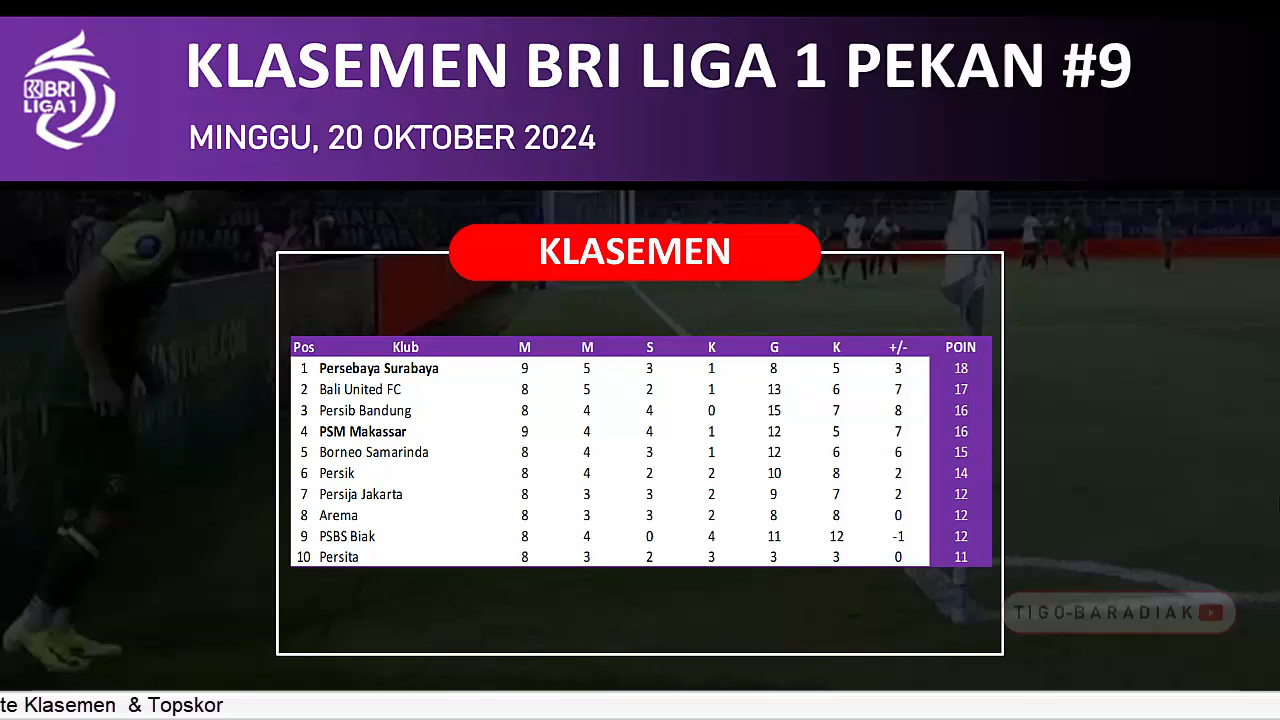 KLASEMEN BRI LIGA 1 PEKAN #9
BRI
LIGA 1
MINGGU, 20 OKTOBER 2024
KLASEMEN
Pos Klub M M S K G K +/- POIN
1 Persebaya Surabaya 9 5 3 1 8 5 3 18
2 Bali United FC 8 5 2 1 13 6 7 17
3 Persib Bandung 8 4 4 0 15 7 8 16
4 PSM Makassar 9 4 4 1 12 5 7 16
5 Borneo Samarinda 8 4 3 1 12 6 6 15
6 Persik 8 4 2 2 10 8 2 14
7 Persija Jakarta 8 3 3 2 9 7 2 12
8 Arema 8 3 3 2 8 8 0 12
9 PSBS Biak 8 4 0 4 11 12 -1 12
10 Persita 8 3 2 3 3 3 0 11
TIGO-BARADIAK
te Klasemen & Topskor